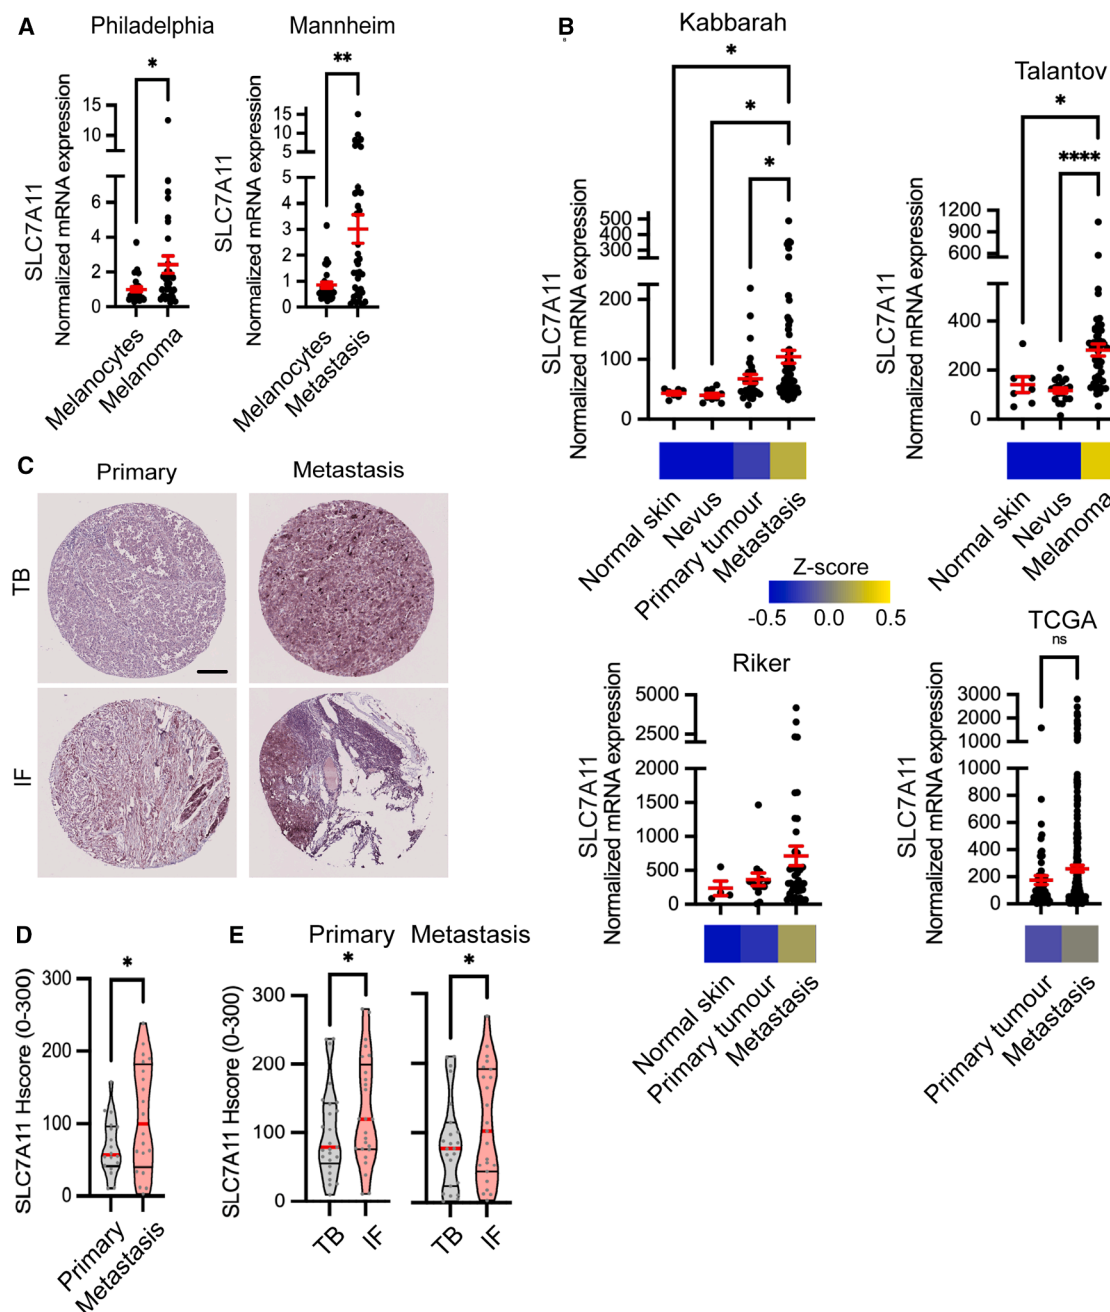 A
Philadelphia
Mannheim
*
**
SLC7A11
Normalized mRNA expression
15
10
6
4
2
0
Melanocytes
Melanoma
SLC7A11
Normalized mRNA expression
15
10
5
5
4
3
2
1
0
Melanocytes
Metastasis
B
Kabbarah
*
*
*
SLC7A11
Normalized mRNA expression
500
400
300
200
100
0
Normal skin
Nevus
Primary tumour
Metastasis
Talantov
*
****
SLC7A11
Normalized mRNA expression
1200
900
600
400
200
0
Normal skin
Nevus
Melanoma
Z-score
-0.5 0.0 0.5
Riker
SLC7A11
Normalized mRNA expression
5000
2500
2000
1500
1000
500
0
Normal skin
Primary tumour
Metastasis
TCGA
ns
SLC7A11
Normalized mRNA expression
3000
2000
1000
1000
800
600
400
200
0
Primary tumour
Metastasis
C
Primary
Metastasis
TB
IF
D
*
SLC7A11 Hscore (0-300)
300
200
100
0
Primary
Metastasis
E
Primary
Metastasis
*
*
SLC7A11 Hscore (0-300)
300
200
100
0
TB
IF
TB
IF